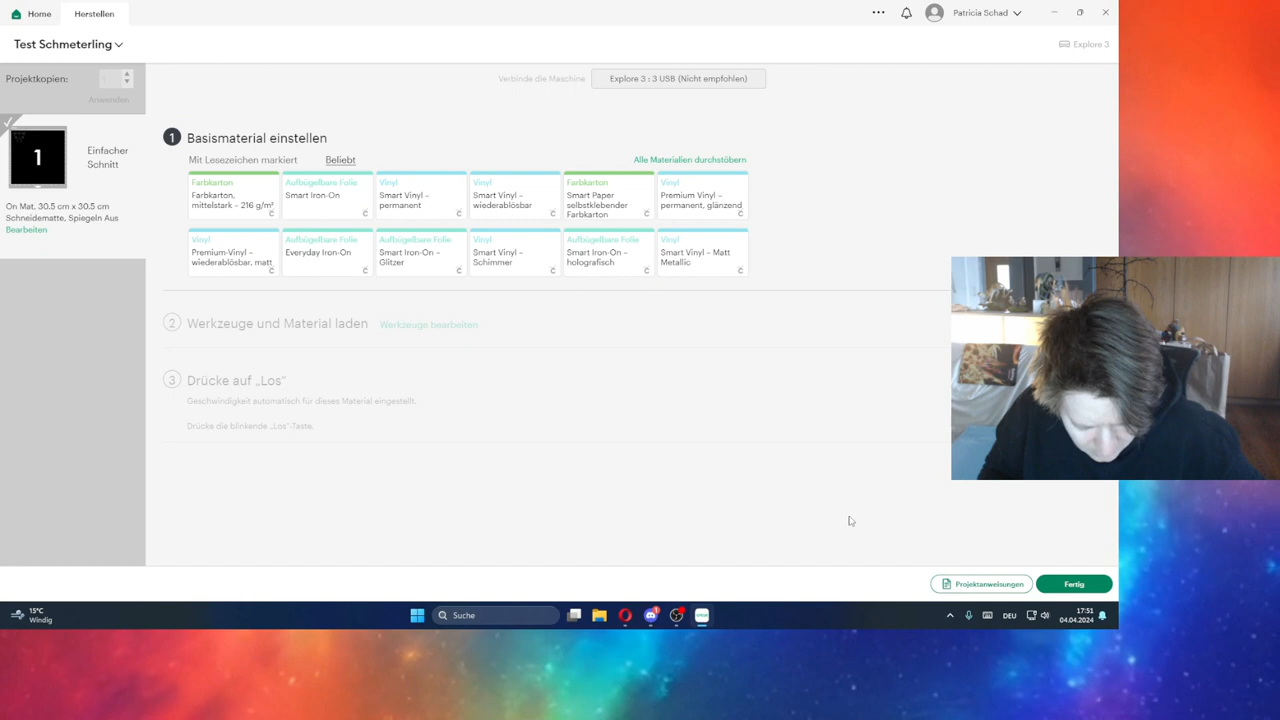 Home
Herstellen
Patricia Schad
Test Schmeterling
Explore 3
Projektkopien:
Anwenden
Verbinde die Maschine
Explore 3 : 3 USB (Nicht empfohlen)
1
Einfacher
Schnitt
On Mat, 30.5 cm x 30.5 cm
Schneidematte, Spiegeln Aus
Bearbeiten
1 Basismaterial einstellen
Mit Lesezeichen markiert
Beliebt
Alle Materialien durchstöbern
Farbkarton
Farbkarton,
mittelstark – 216 g/m²
Aufbügelbare Folie
Smart Iron-On
Vinyl
Smart Vinyl –
permanent
Vinyl
Smart Vinyl –
wiederablösbar
Farbkarton
Smart Paper
selbstklebender
Farbkarton
Vinyl
Premium Vinyl –
permanent, glänzend
Vinyl
Premium-Vinyl –
wiederablösbar, matt
Aufbügelbare Folie
Everyday Iron-On
Aufbügelbare Folie
Smart Iron-On –
Glitzer
Vinyl
Smart Vinyl –
Schimmer
Aufbügelbare Folie
Smart Iron-On –
holografisch
Vinyl
Smart Vinyl – Matt
Metallic
2 Werkzeuge und Material laden
Werkzeuge bearbeiten
3 Drücke auf „Los“
Geschwindigkeit automatisch für dieses Material eingestellt.
Drücke die blinkende „Los“-Taste.
Projektanweisungen
Fertig
15°C
Windig
Suche
DEU
17:51
04.04.2024